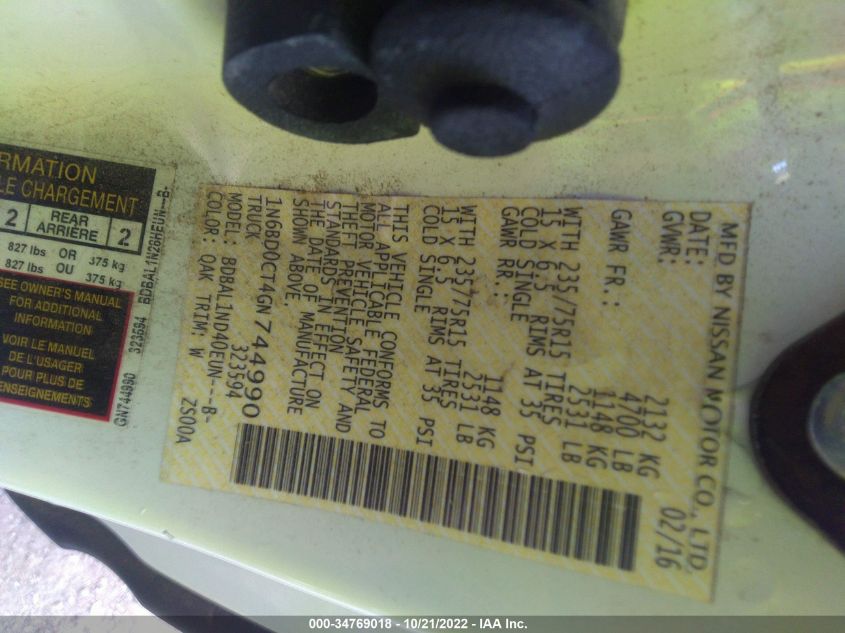 RMATION
LE CHARGEMENT
2 REAR ARRIÈRE 2
827 lbs OR 375 kg
827 lbs OU 375 kg
SEE OWNER'S MANUAL
FOR ADDITIONAL
INFORMATION
VOIR LE MANUEL
DE L'USAGER
POUR PLUS DE
ENSEIGNEMENTS
GN744990 323594 BDBAL1N26HEUN---B-
MFD BY NISSAN MOTOR CO., LTD.
DATE: 02/16
GVWR: 2132 KG
4700 LB
GAWR FR.: 1148 KG
2531 LB
WITH 235/75R15 TIRES
15 X 6.5 RIMS AT 35 PSI
COLD SINGLE
GAWR RR.: 1148 KG
2531 LB
WITH 235/75R15 TIRES
15 X 6.5 RIMS AT 35 PSI
COLD SINGLE
THIS VEHICLE CONFORMS TO
ALL APPLICABLE FEDERAL
MOTOR VEHICLE SAFETY AND
THEFT PREVENTION
STANDARDS IN EFFECT ON
THE DATE OF MANUFACTURE
SHOWN ABOVE.
1N6BD0CT4GN744990
TRUCK 323594
MODEL: BDBAL1ND4DEUN---B-
COLOR: QAK TRIM: W ZS00A
000-34769018 - 10/21/2022 - IAA Inc.